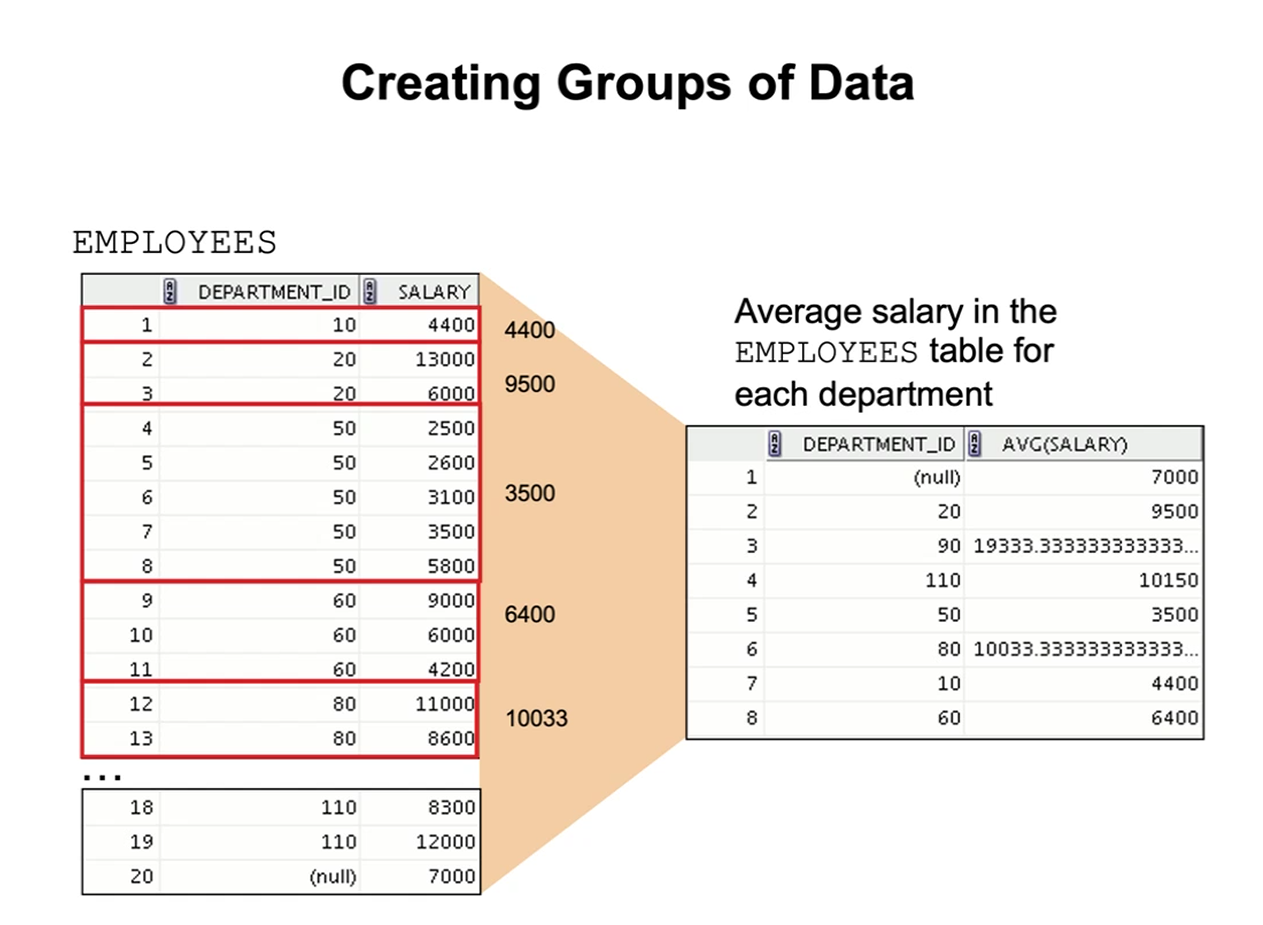 Creating Groups of Data
EMPLOYEES
DEPARTMENT_ID SALARY
1 10 4400
2 20 13000
3 20 6000
4 50 2500
5 50 2600
6 50 3100
7 50 3500
8 50 5800
9 60 9000
10 60 6000
11 60 4200
12 80 11000
13 80 8600
...
18 110 8300
19 110 12000
20 (null) 7000
4400
9500
3500
6400
10033
Average salary in the
EMPLOYEES table for
each department
DEPARTMENT_ID AVG(SALARY)
1 (null) 7000
2 20 9500
3 90 19333.333333333333...
4 110 10150
5 50 3500
6 80 10033.333333333333...
7 10 4400
8 60 6400